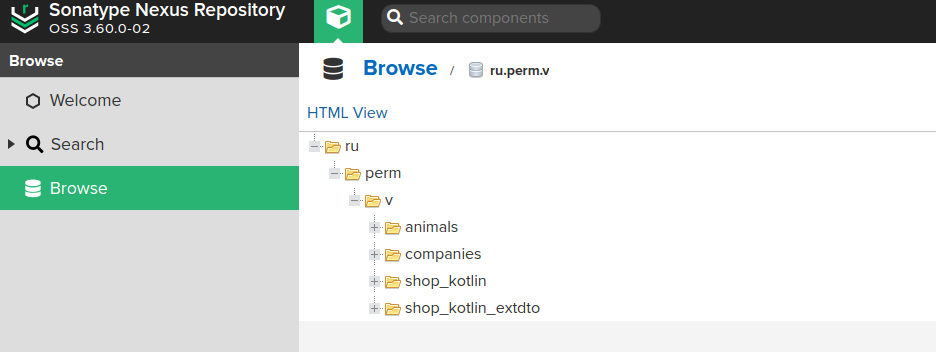 Sonatype Nexus Repository
OSS 3.60.0-02
Search components
Browse
Welcome
Search
Browse
Browse / ru.perm.v
HTML View
ru
perm
v
animals
companies
shop_kotlin
shop_kotlin_extdto